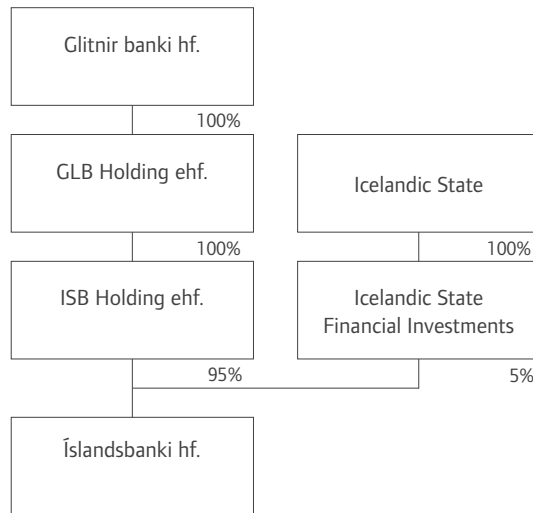 Glitnir banki hf.
100%
GLB Holding ehf.
Icelandic State
100%
100%
ISB Holding ehf.
Icelandic State
Financial Investments
95%
5%
Íslandsbanki hf.